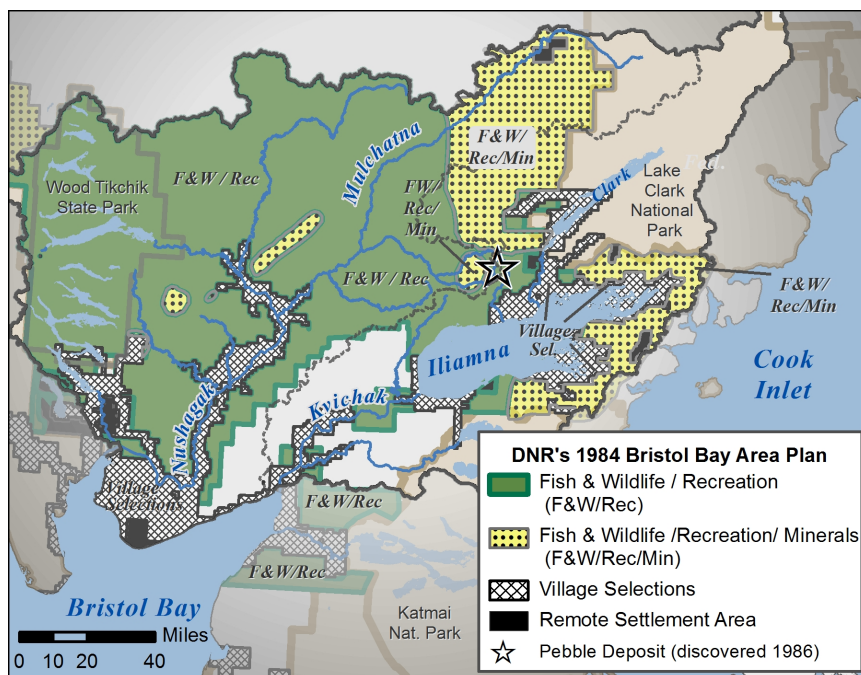 Mulchatna
F&W/
Rec/Min
Wood Tikchik
State Park
F&W / Rec
FW/
Rec/
Min
Clark
Lake
Clark
National
Park
F&W / Rec
F&W/
Rec/Min
Village
Sel.
Iliamna
Cook
Inlet
Kvichak
Nushagak
Village
Selections
F&W/Rec
F&W/Rec
Bristol Bay
Katmai
Nat. Park
Miles
0 10 20 40
DNR's 1984 Bristol Bay Area Plan
Fish & Wildlife / Recreation
(F&W/Rec)
Fish & Wildlife /Recreation/ Minerals
(F&W/Rec/Min)
Village Selections
Remote Settlement Area
Pebble Deposit (discovered 1986)